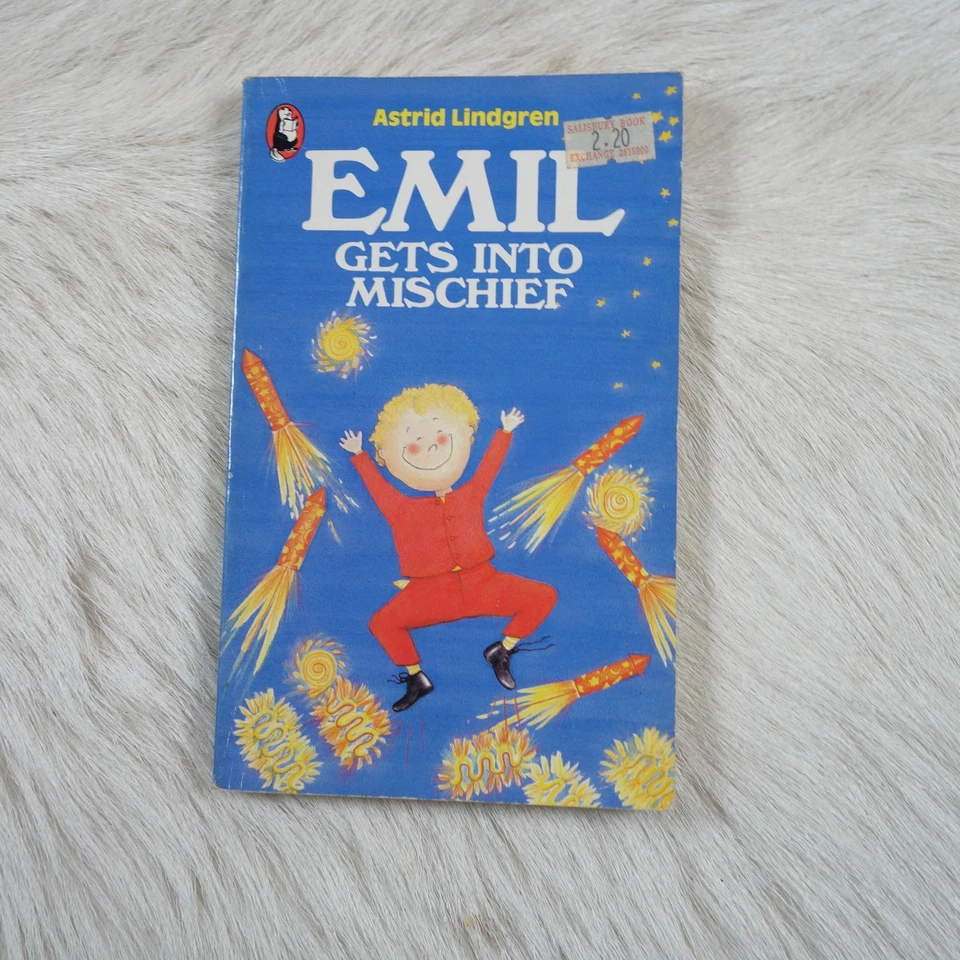 Astrid Lindgren
SALISBURY BOOK
2.20
EXCHANGE
EMIL
GETS INTO
MISCHIEF